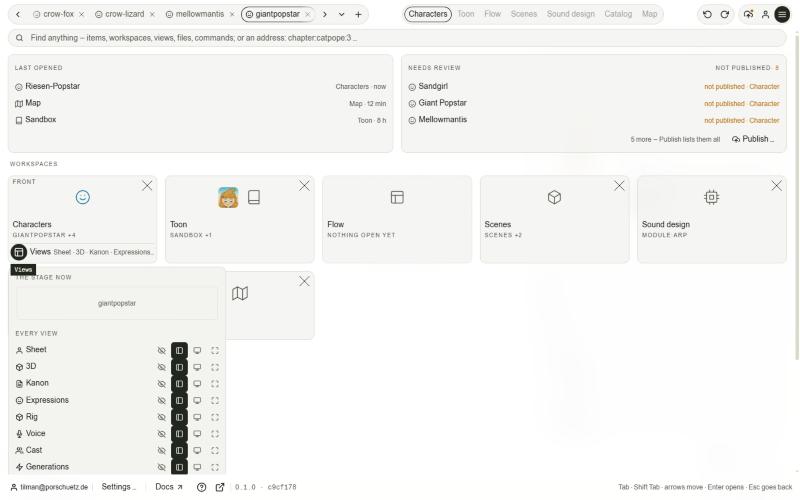 crow-fox crow-lizard mellowmantis giantpopstar Characters Toon Flow Scenes Sound design Catalog Map
Find anything – items, workspaces, views, files, commands; or an address: chapter:catpope:3 ..
LAST OPENED
Riesen-Popstar Characters · now
Map Map · 12 min
Sandbox Toon · 8 h
NEEDS REVIEW NOT PUBLISHED · 8
Sandgirl not published · Character
Giant Popstar not published · Character
Mellowmantis not published · Character
5 more – Publish lists them all Publish ..
WORKSPACES
FRONT
Characters
GIANTPOPSTAR +4
Views Sheet · 3D · Kanon · Expressions..
Toon
SANDBOX +1
Flow
NOTHING OPEN YET
Scenes
SCENES +2
Sound design
MODULE ARP
Views
THE STAGE NOW
giantpopstar
EVERY VIEW
Sheet
3D
Kanon
Expressions
Rig
Voice
Cast
Generations
tilman@porschuetz.de Settings .. Docs ↗ 0.1.0 · c9cf178 Tab · Shift Tab · arrows move · Enter opens · Esc goes back